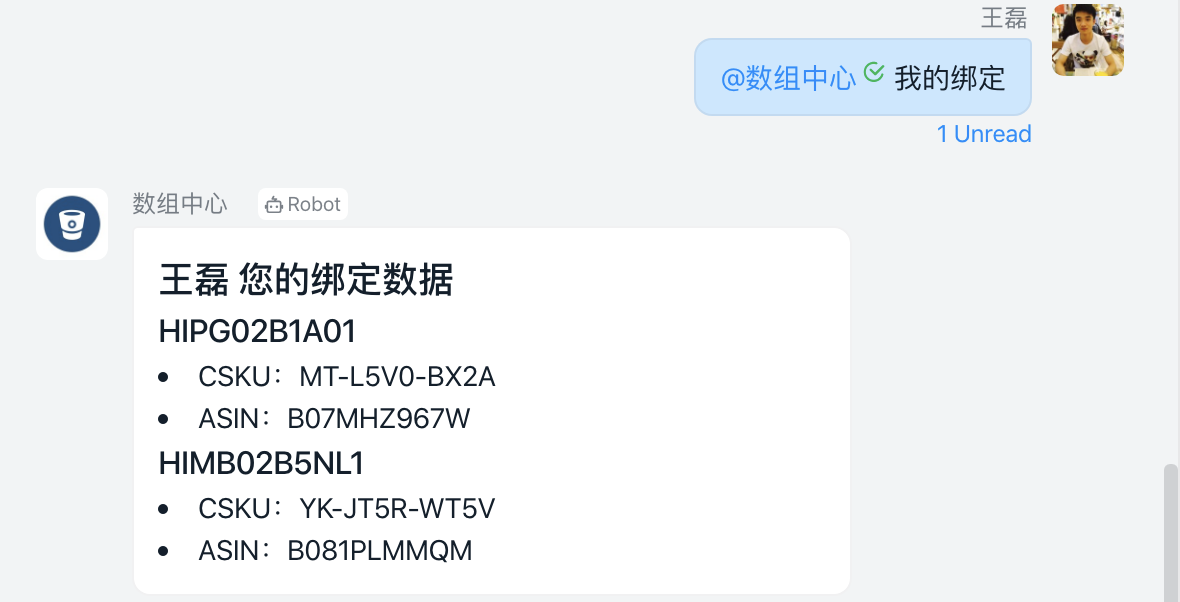 王磊
@数组中心 我的绑定
1 Unread
数组中心 Robot
王磊 您的绑定数据
HIPG02B1A01
• CSKU：MT-L5V0-BX2A
• ASIN：B07MHZ967W
HIMB02B5NL1
• CSKU：YK-JT5R-WT5V
• ASIN：B081PLMMQM